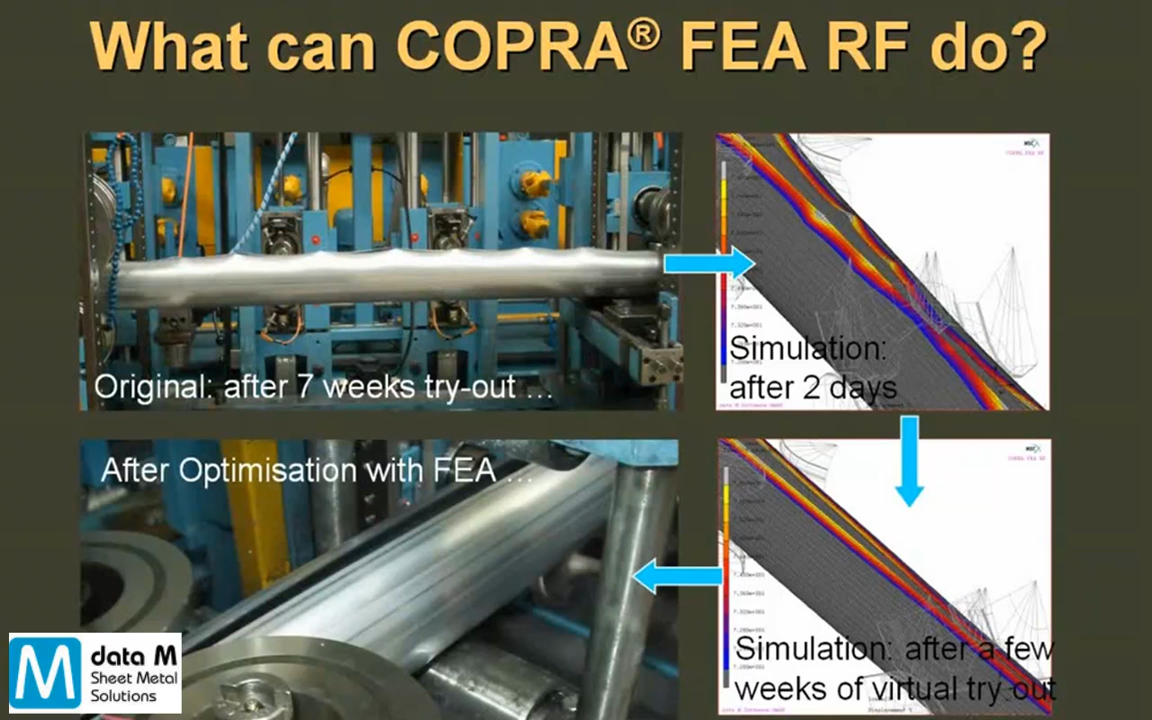 What can COPRA® FEA RF do?
Original: after 7 weeks try-out ...
Simulation:
after 2 days
After Optimisation with FEA ...
Simulation: after a few
weeks of virtual try out
M data M
Sheet Metal
Solutions